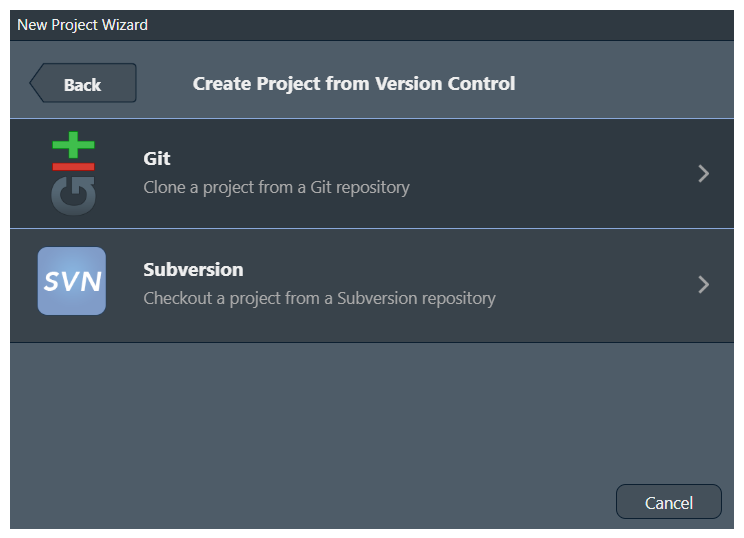 New Project Wizard
Back
Create Project from Version Control
Git
Clone a project from a Git repository
SVN
Subversion
Checkout a project from a Subversion repository
Cancel